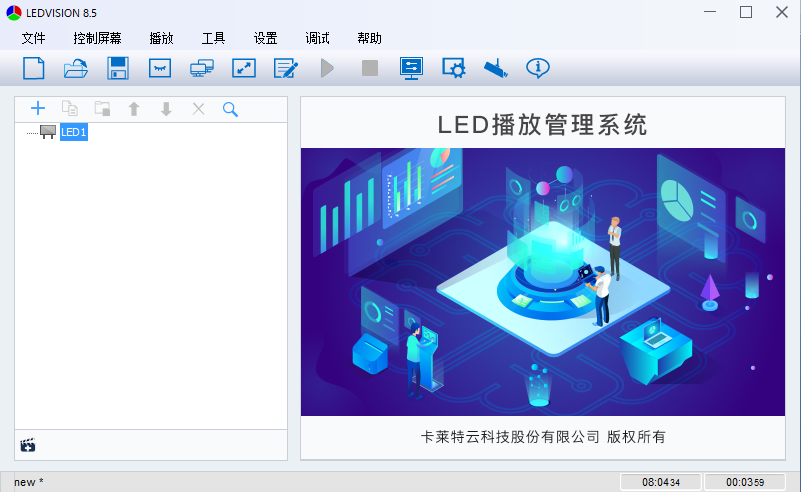 LEDVISION 8.5
文件 控制屏幕 播放 工具 设置 调试 帮助
LED1
LED播放管理系统
卡莱特云科技股份有限公司 版权所有
new *
08:04 34
00:03 59